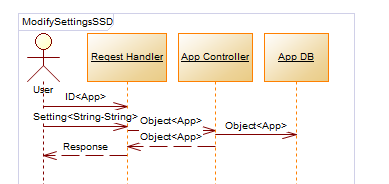 ModifySettingsSSD
Regest Handler
App Controller
App DB
User
ID<App>
Setting<String-String>
Object<App>
Object<App>
Object<App>
Response